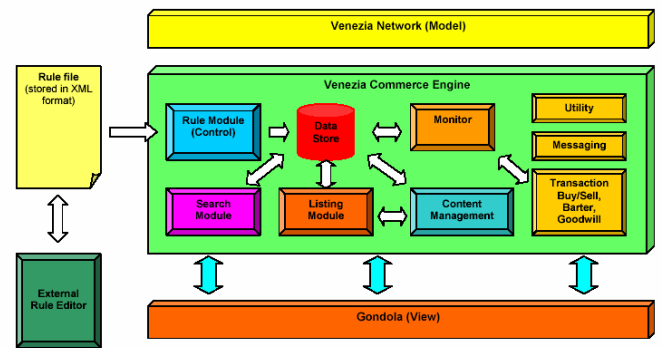 Venezia Network (Model)
Rule file
(stored in XML
format)
Venezia Commerce Engine
Rule Module
(Control)
Data
Store
Monitor
Utility
Messaging
Search
Module
Listing
Module
Content
Management
Transaction
Buy/Sell,
Barter,
Goodwill
External
Rule Editor
Gondola (View)